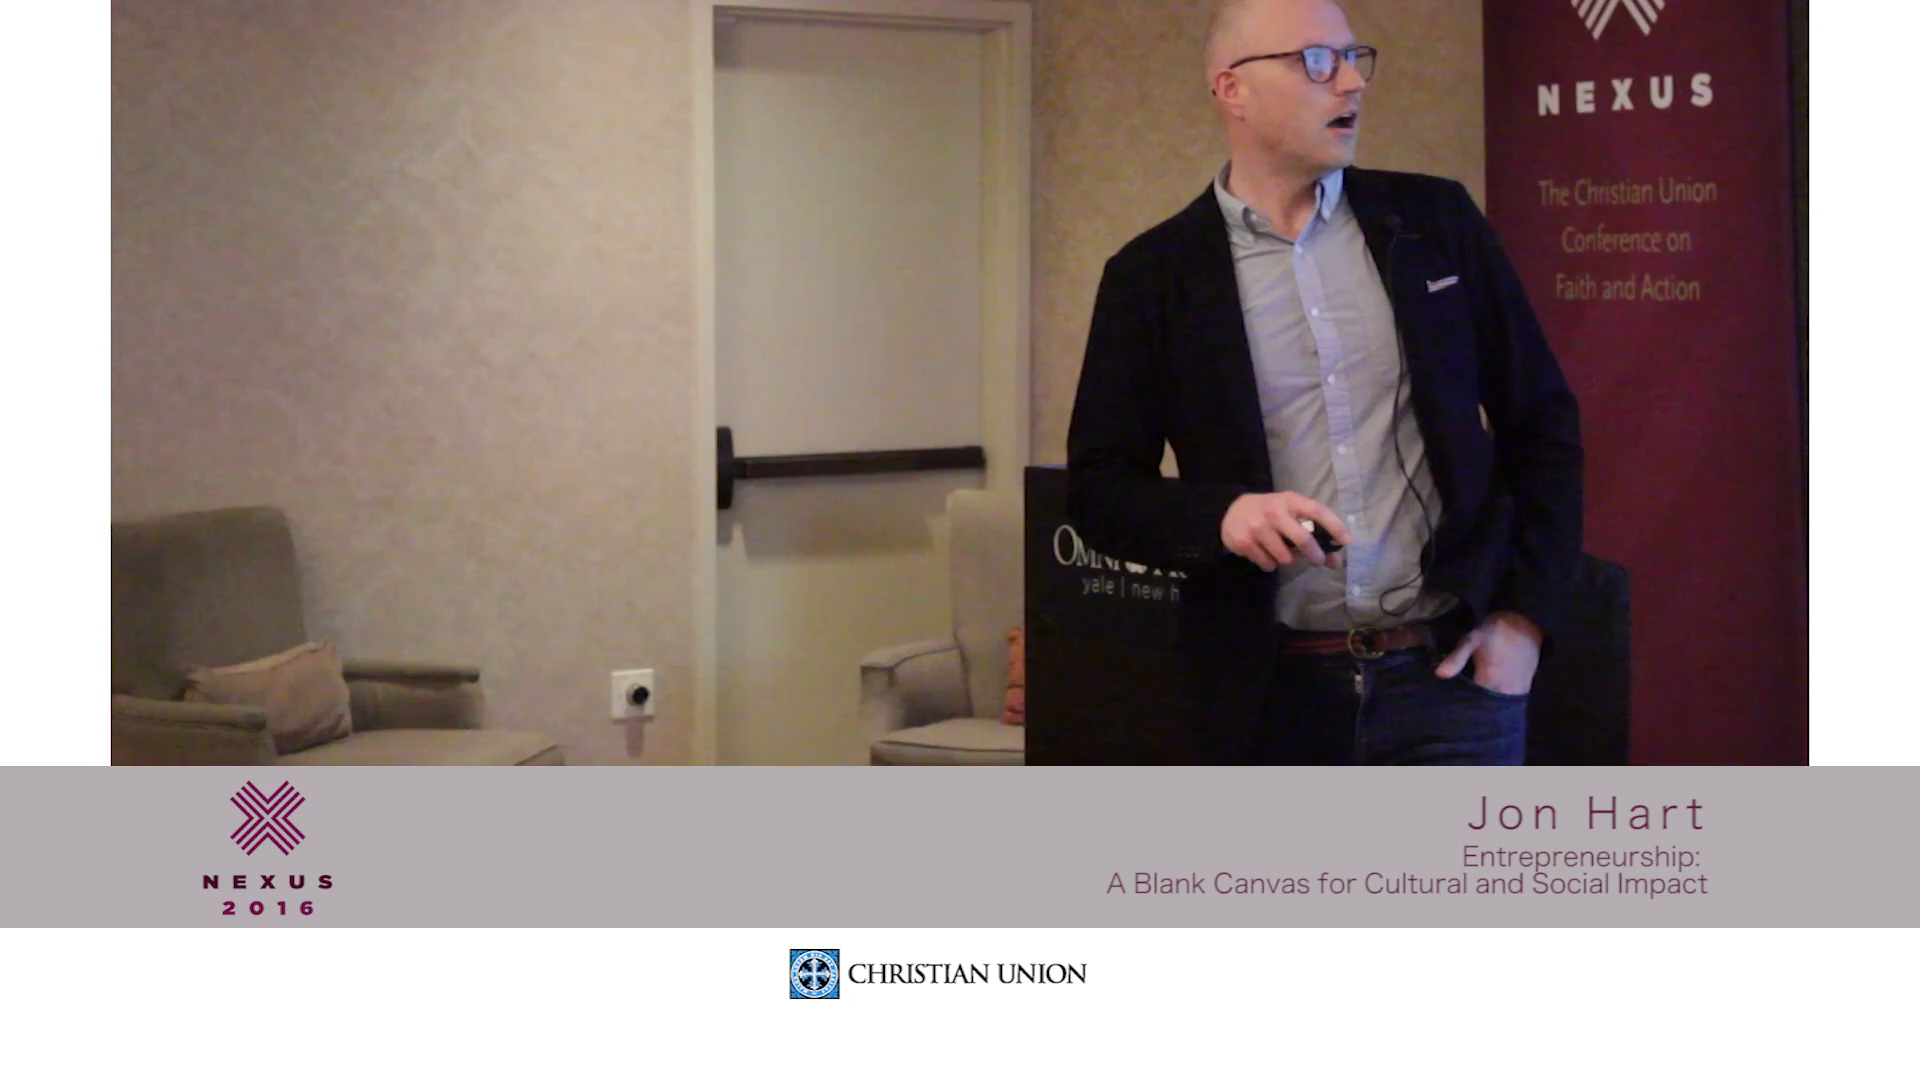 NEXUS
The Christian Union
Conference on
Faith and Action
OMNI
yale | new h
NEXUS
2016
Jon Hart
Entrepreneurship:
A Blank Canvas for Cultural and Social Impact
CHRISTIAN UNION